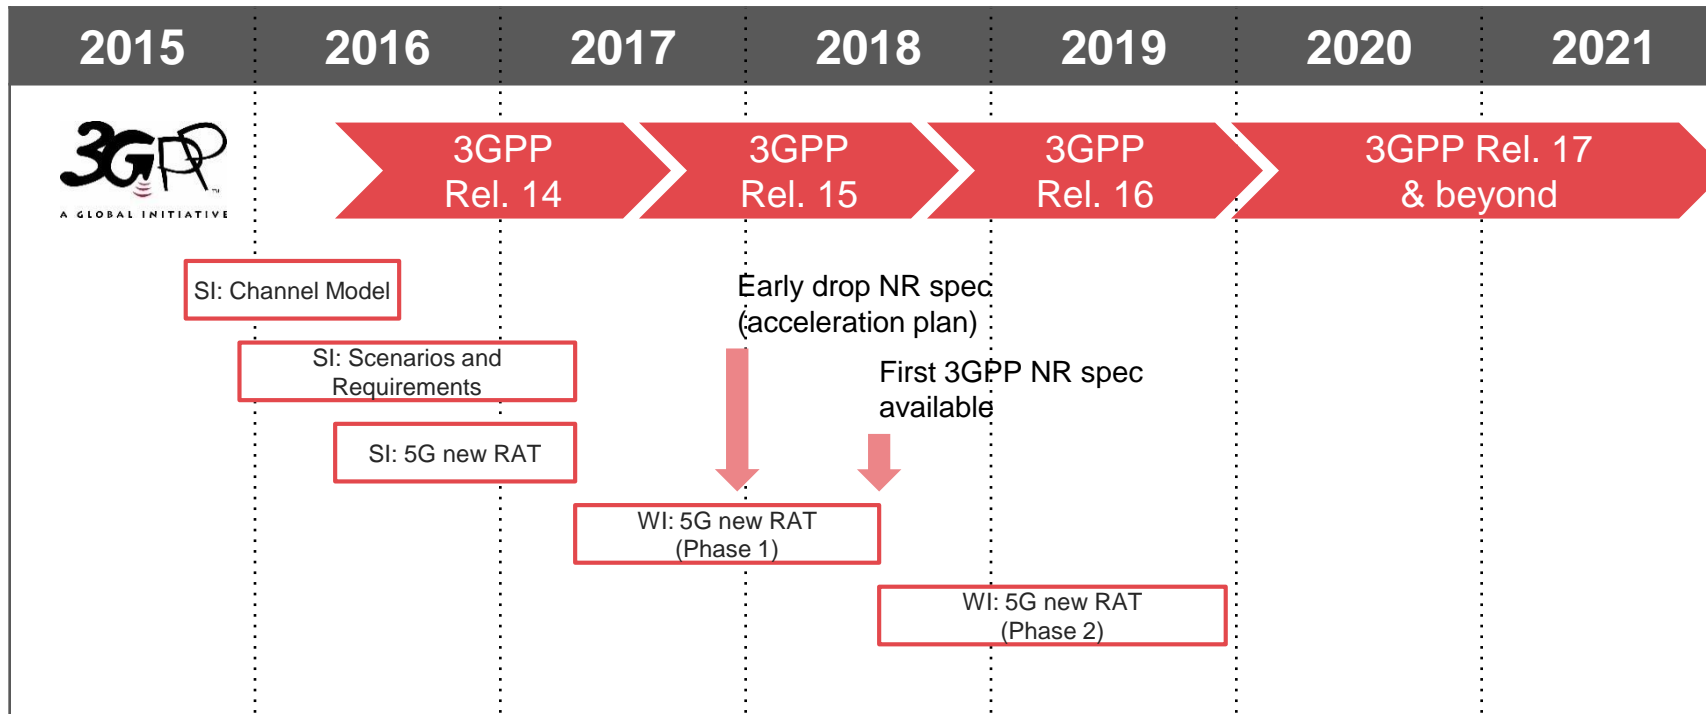 2015 2016 2017 2018 2019 2020 2021
3GPP
A GLOBAL INITIATIVE
TM
3GPP
Rel. 14
3GPP
Rel. 15
3GPP
Rel. 16
3GPP Rel. 17
& beyond
SI: Channel Model
Early drop NR spec
(acceleration plan)
SI: Scenarios and
Requirements
First 3GPP NR spec
available
SI: 5G new RAT
WI: 5G new RAT
(Phase 1)
WI: 5G new RAT
(Phase 2)